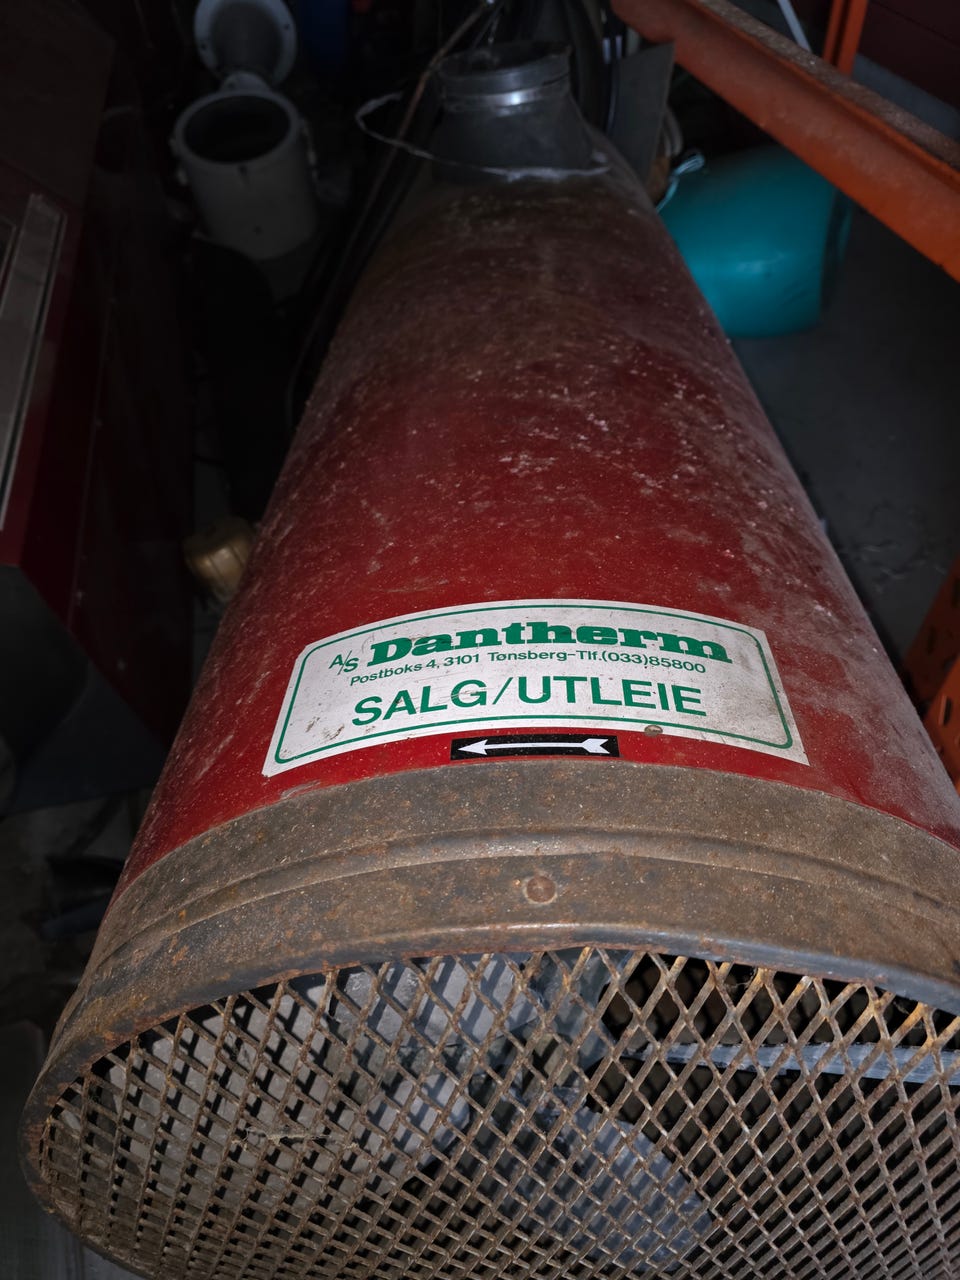 A/S Dantherm
Postboks 4, 3101 Tønsberg-Tlf.(033)85800
SALG/UTLEIE